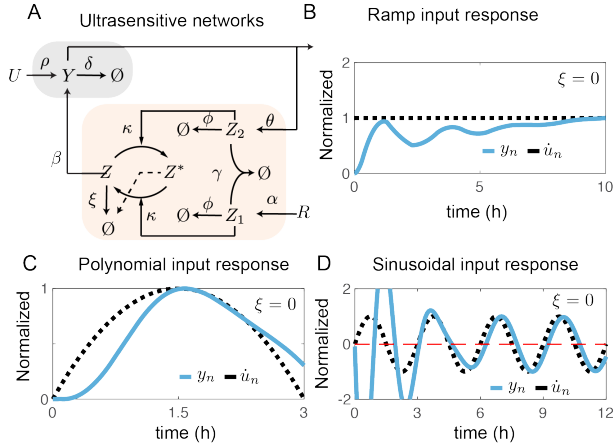 A
Ultrasensitive networks
U
ρ
Y
δ
Ø
β
κ
Ø
ϕ
Z₂
θ
Z
Z*
γ
Ø
ξ
Ø
κ
Ø
ϕ
Z₁
α
R
B
Ramp input response
Normalized
2
1
0
ξ = 0
yₙ
u̇ₙ
0
5
10
time (h)
C
Polynomial input response
Normalized
1
0
ξ = 0
yₙ
u̇ₙ
0
1.5
3
time (h)
D
Sinusoidal input response
Normalized
2
0
-2
ξ = 0
yₙ
u̇ₙ
0
3
6
9
12
time (h)